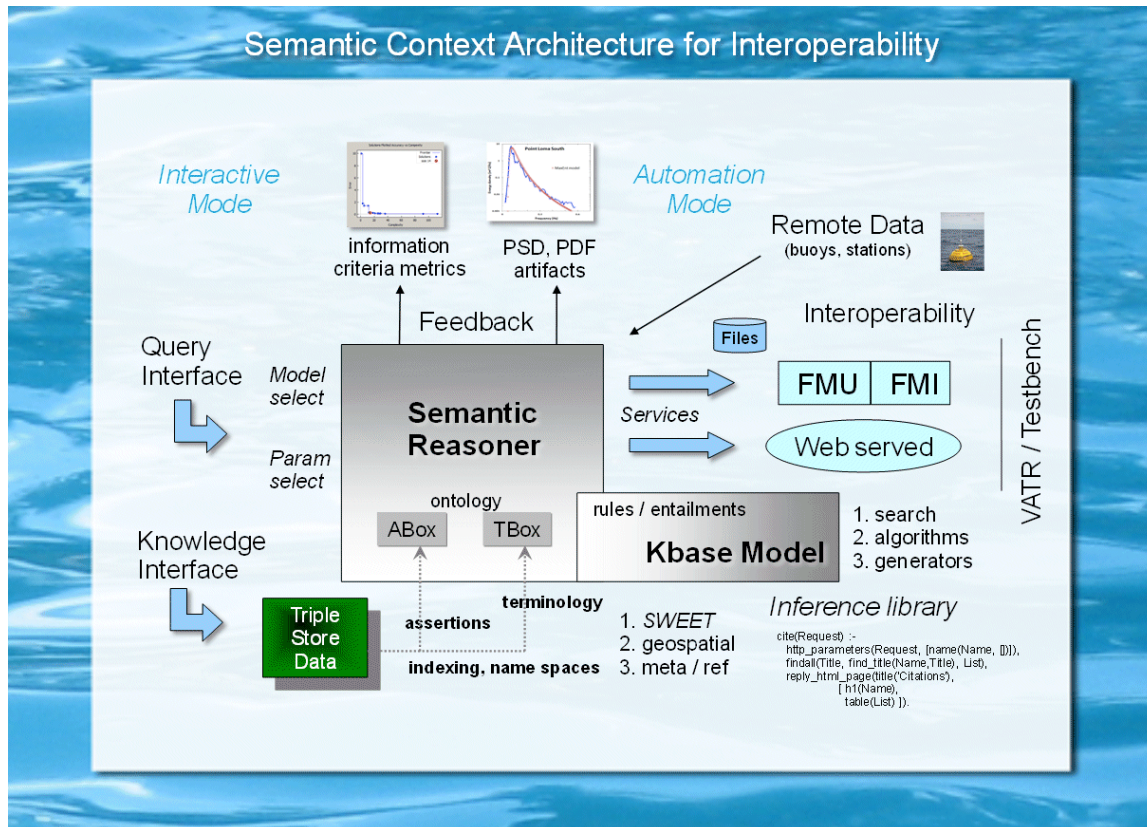 Semantic Context Architecture for Interoperability
Interactive
Mode
Automation
Mode
Point Loma South
information
criteria metrics
PSD, PDF
artifacts
Remote Data
(buoys, stations)
Feedback
Interoperability
Files
Query
Interface
Model
select
Param
select
Semantic
Reasoner
Services
FMU
FMI
Web served
VATR / Testbench
ontology
ABox
TBox
rules / entailments
Kbase Model
1. search
2. algorithms
3. generators
Knowledge
Interface
Triple
Store
Data
terminology
assertions
indexing, name spaces
1. SWEET
2. geospatial
3. meta / ref
Inference library
cite(Request) :-
http_parameters(Request, [name(Name, [])]),
findall(Title, find_title(Name,Title), List),
reply_html_page(title('Citations'),
[ h1(Name),
table(List) ]).